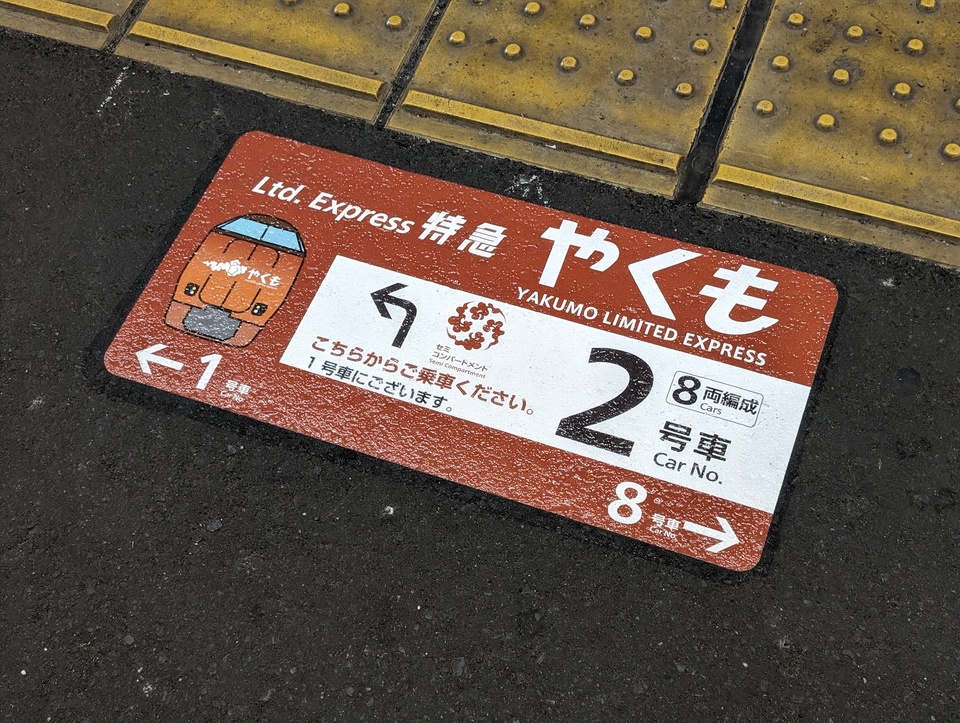 Ltd. Express 特急 やくも
YAKUMO LIMITED EXPRESS
やくも
セミ
コンパートメント
Semi Compartment
こちらからご乗車ください。
1号車にございます。
2
8両編成
Cars
号車
Car No.
1 号車
8 号車
Car No.